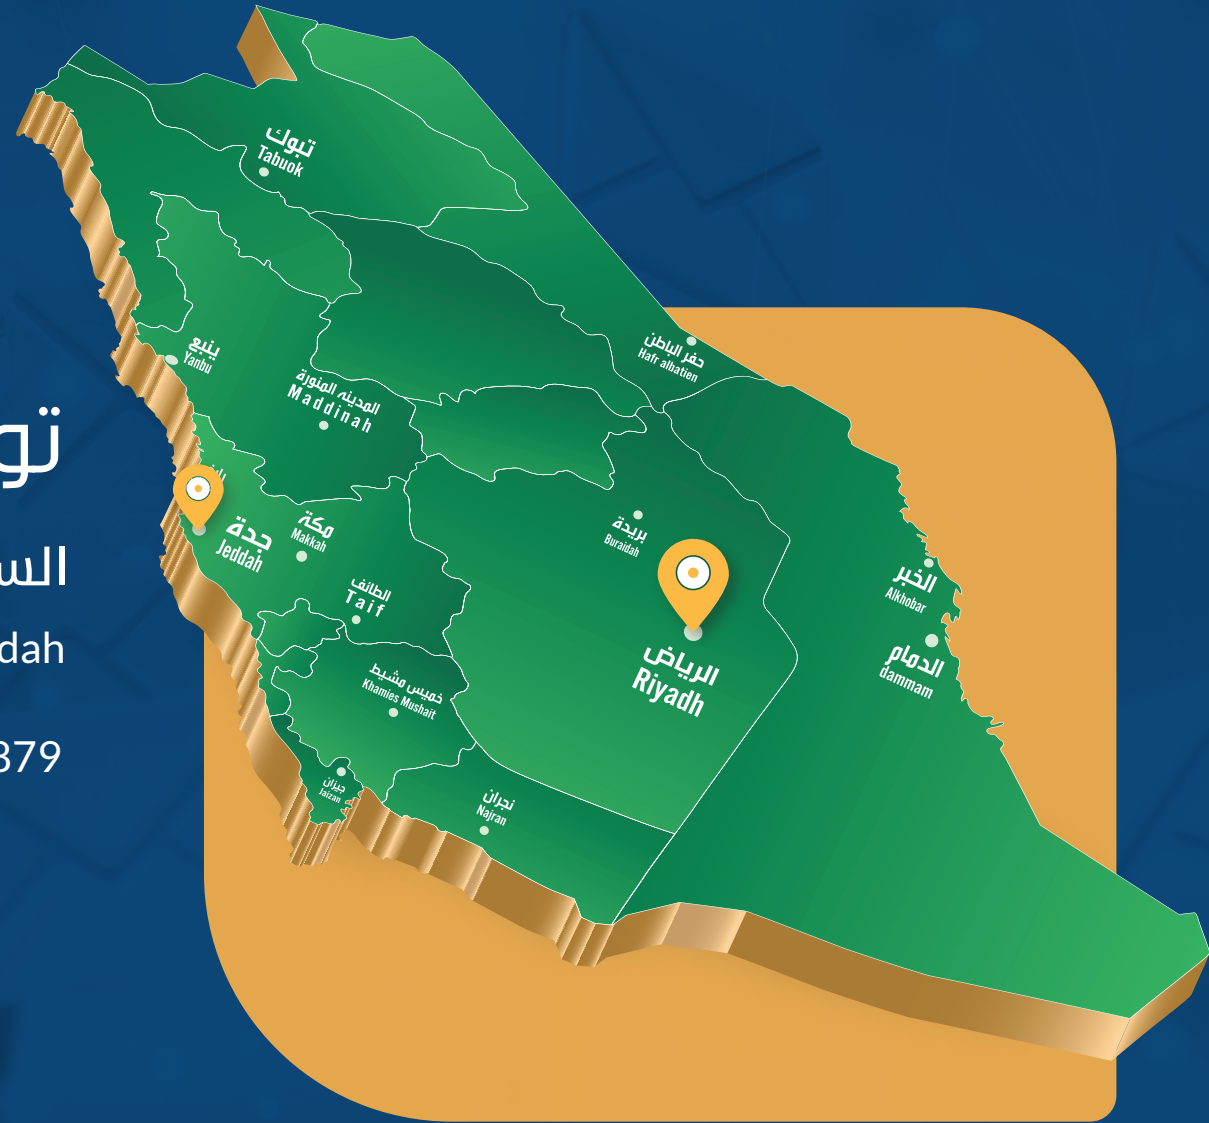 تبوك
Tabuok
حفر الباطن
Hafr albatien
ينبع
Yanbu
المدينه المنورة
Maddinah
جدة
Jeddah
مكة
Makkah
بريدة
Buraidah
الطائف
Taif
الخبر
Alkhobar
الرياض
Riyadh
الدمام
dammam
خميس مشيط
Khamies Mushait
جيزان
Jaizan
نجران
Najran
تو
الس
dah
379